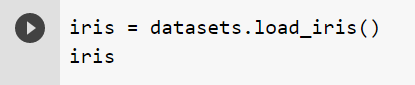 iris = datasets.load_iris()
iris